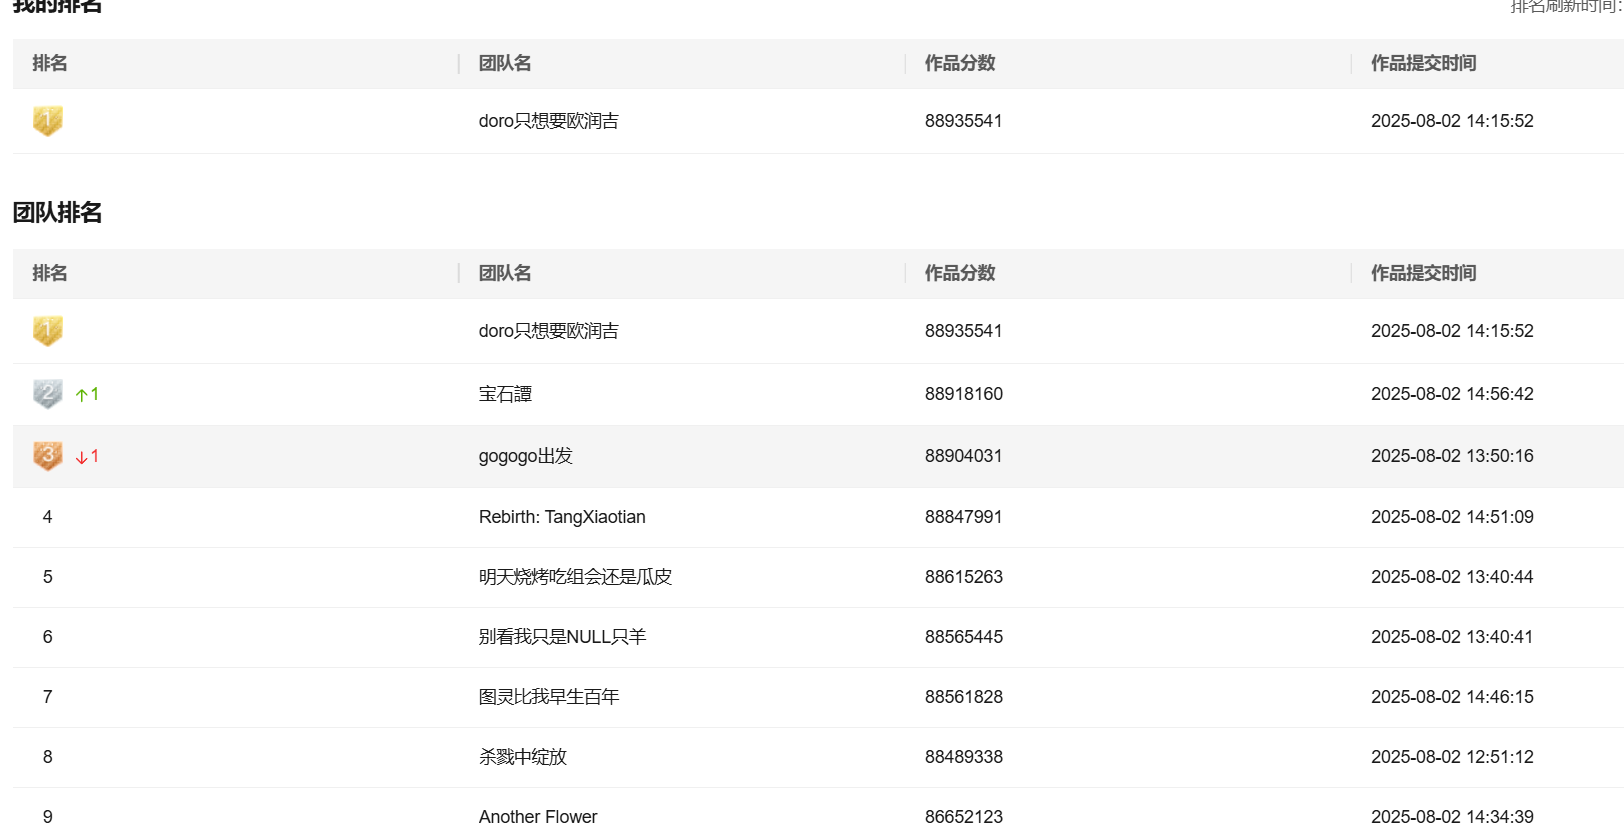 我的排名
排名刷新时间:
排名 团队名 作品分数 作品提交时间
1 doro只想要欧润吉 88935541 2025-08-02 14:15:52
团队排名
排名 团队名 作品分数 作品提交时间
1 doro只想要欧润吉 88935541 2025-08-02 14:15:52
2 ↑1 宝石譚 88918160 2025-08-02 14:56:42
3 ↓1 gogogo出发 88904031 2025-08-02 13:50:16
4 Rebirth: TangXiaotian 88847991 2025-08-02 14:51:09
5 明天烧烤吃组会还是瓜皮 88615263 2025-08-02 13:40:44
6 别看我只是NULL只羊 88565445 2025-08-02 13:40:41
7 图灵比我早生百年 88561828 2025-08-02 14:46:15
8 杀戮中绽放 88489338 2025-08-02 12:51:12
9 Another Flower 86652123 2025-08-02 14:34:39